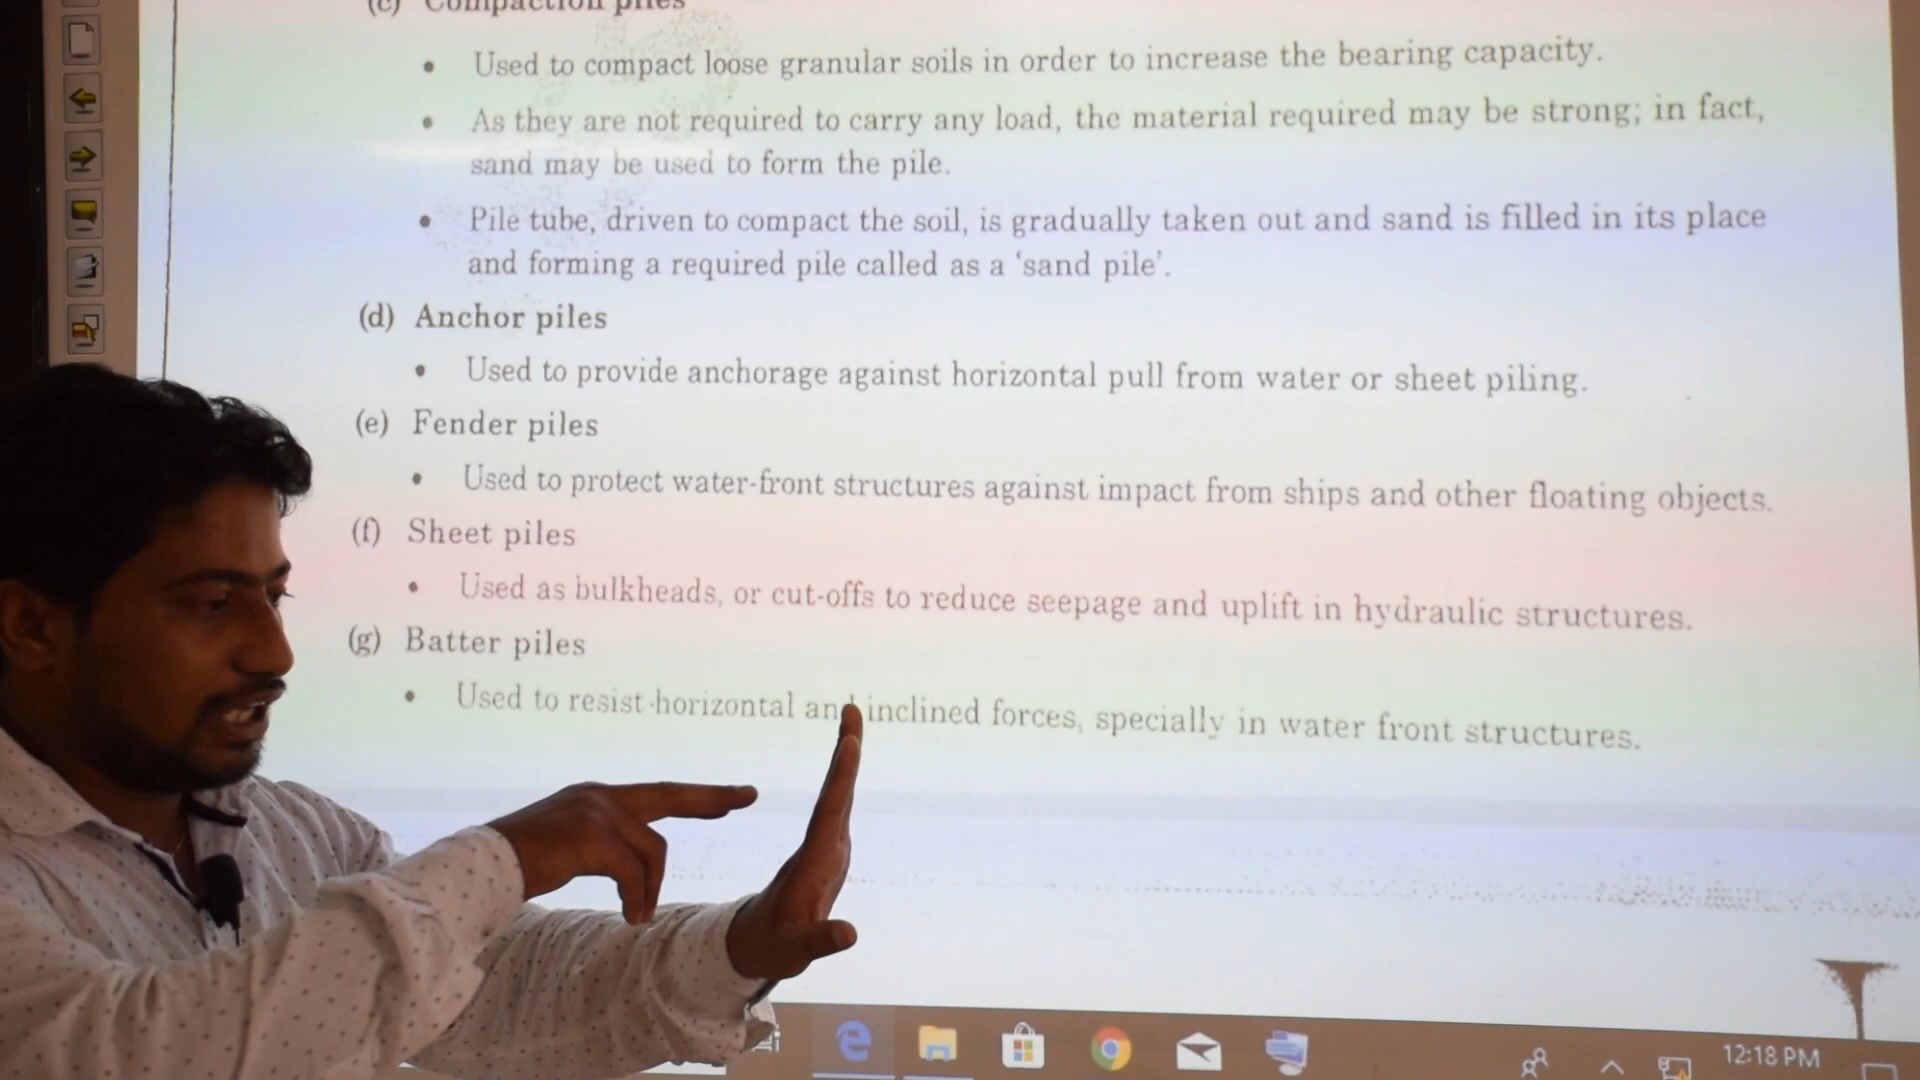 (c) Compaction piles
• Used to compact loose granular soils in order to increase the bearing capacity.
• As they are not required to carry any load, the material required may be strong; in fact,
sand may be used to form the pile.
• Pile tube, driven to compact the soil, is gradually taken out and sand is filled in its place
and forming a required pile called as a ‘sand pile’.
(d) Anchor piles
• Used to provide anchorage against horizontal pull from water or sheet piling.
(e) Fender piles
• Used to protect water-front structures against impact from ships and other floating objects.
(f) Sheet piles
• Used as bulkheads, or cut-offs to reduce seepage and uplift in hydraulic structures.
(g) Batter piles
• Used to resist horizontal and inclined forces, specially in water front structures.
12:18 PM